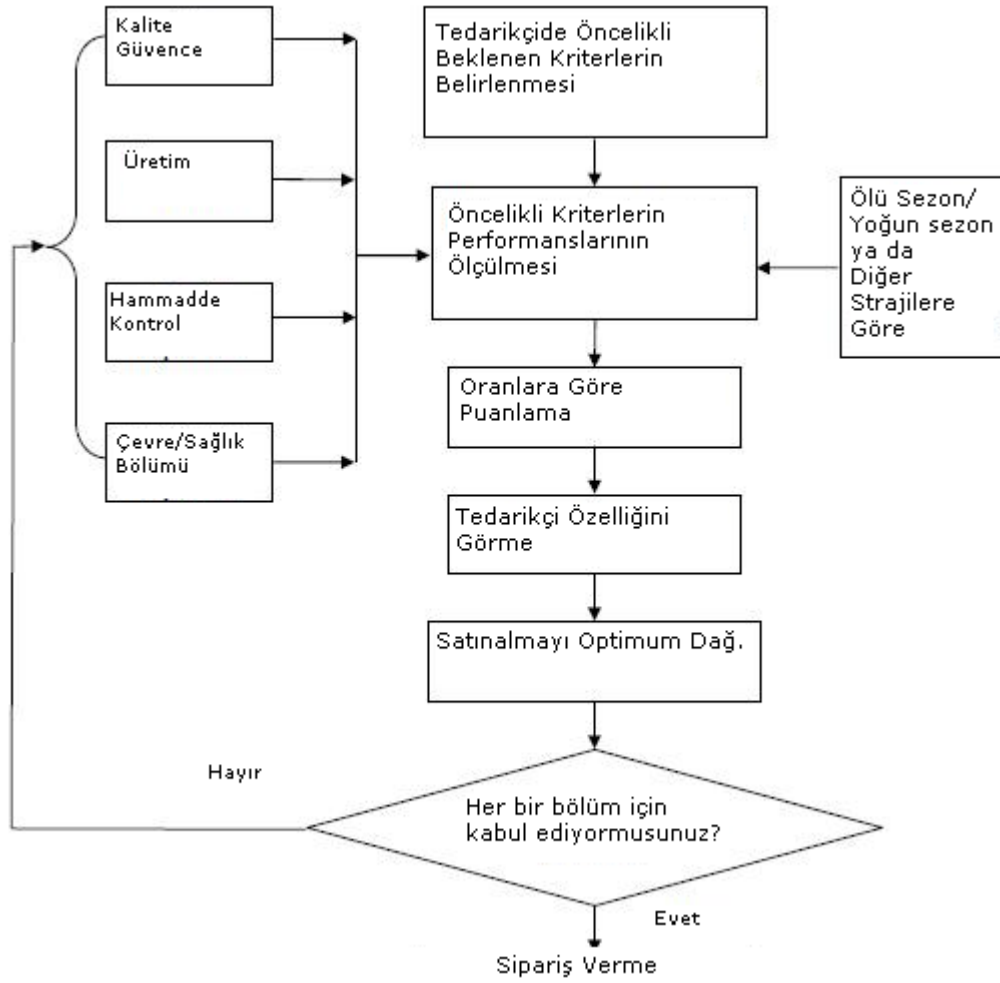 Kalite
Güvence
Üretim
Hammadde
Kontrol
Çevre/Sağlık
Bölümü
Tedarikçide Öncelikli
Beklenen Kriterlerin
Belirlenmesi
Öncelikli Kriterlerin
Performanslarının
Ölçülmesi
Ölü Sezon/
Yoğun sezon
ya da
Diğer
Strajilere
Göre
Oranlara Göre
Puanlama
Tedarikçi Özelliğini
Görme
Satınalmayı Optimum Dağ.
Her bir bölüm için
kabul ediyormusunuz?
Hayır
Evet
Sipariş Verme